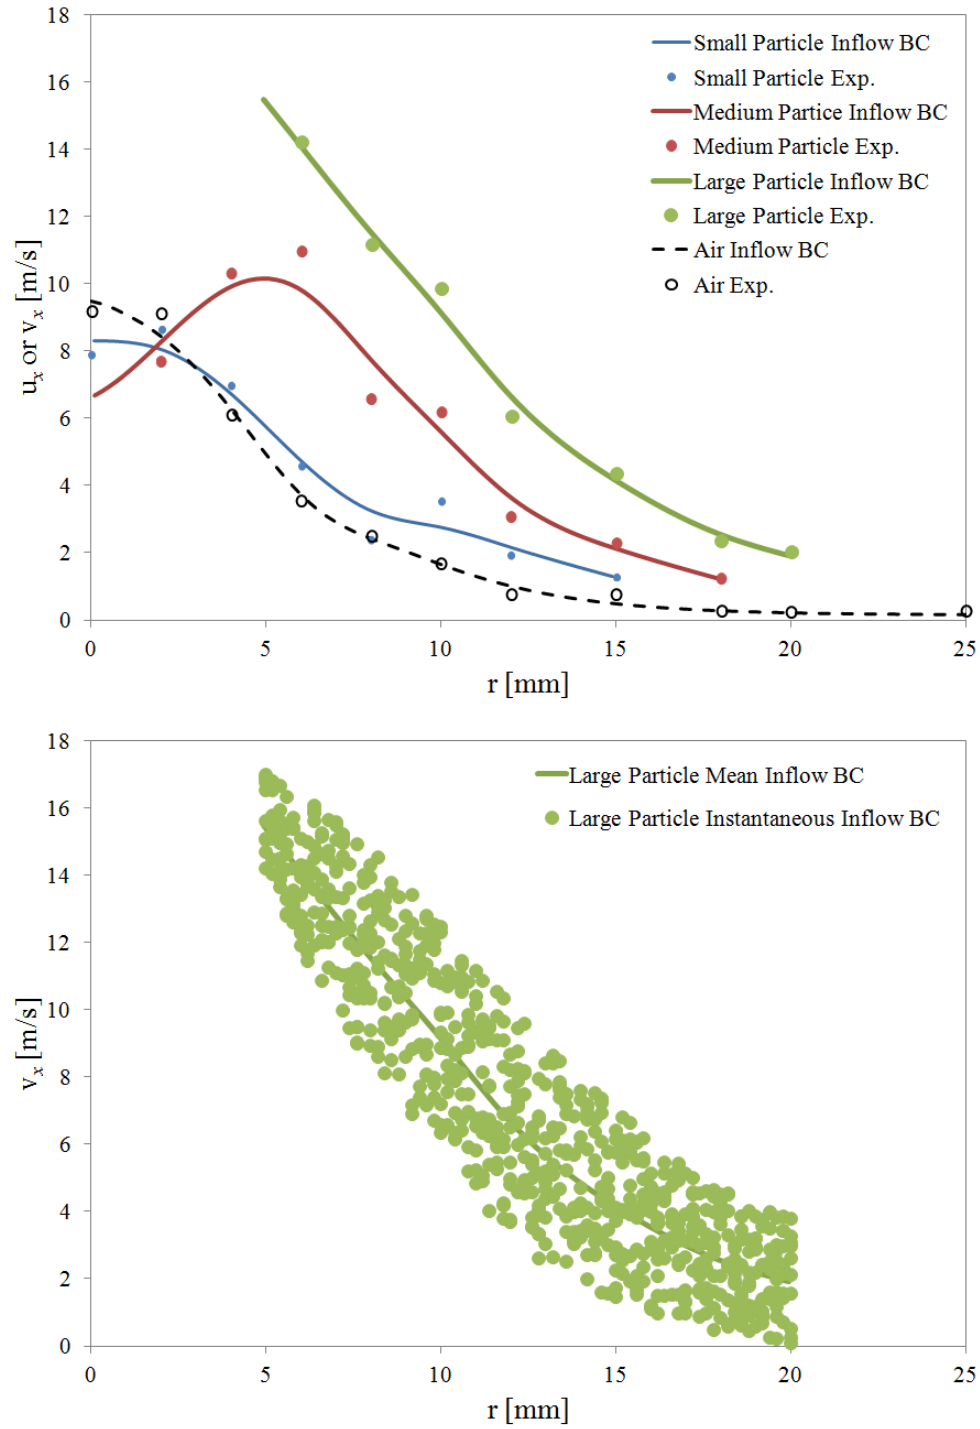 18
16
14
12
10
8
6
4
2
0
u_x or v_x [m/s]
Small Particle Inflow BC
Small Particle Exp.
Medium Partice Inflow BC
Medium Particle Exp.
Large Particle Inflow BC
Large Particle Exp.
Air Inflow BC
Air Exp.
0 5 10 15 20 25
r [mm]
18
16
14
12
10
8
6
4
2
0
v_x [m/s]
Large Particle Mean Inflow BC
Large Particle Instantaneous Inflow BC
0 5 10 15 20 25
r [mm]